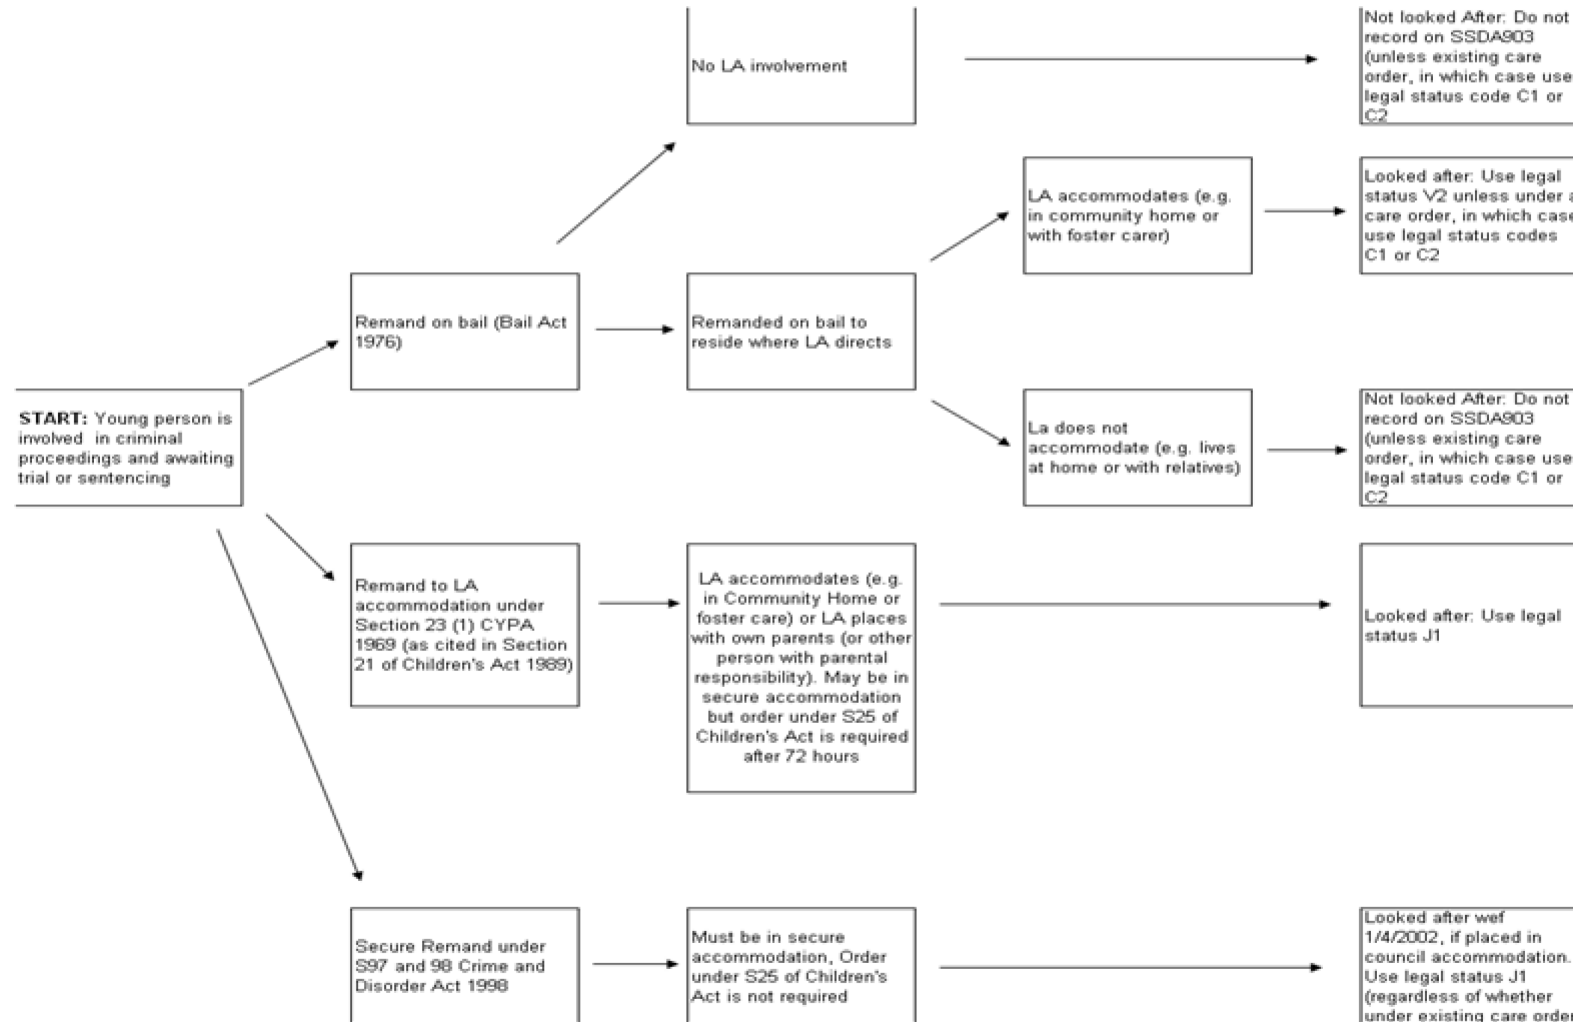 No LA involvement
Not looked After: Do not
record on SSDA903
(unless existing care
order, in which case use
legal status code C1 or
C2
LA accommodates (e.g.
in community home or
with foster carer)
Looked after: Use legal
status V2 unless under a
care order, in which case
use legal status codes
C1 or C2
Remand on bail (Bail Act
1976)
Remanded on bail to
reside where LA directs
START: Young person is
involved in criminal
proceedings and awaiting
trial or sentencing
La does not
accommodate (e.g. lives
at home or with relatives)
Not looked After: Do not
record on SSDA903
(unless existing care
order, in which case use
legal status code C1 or
C2
Remand to LA
accommodation under
Section 23 (1) CYPA
1969 (as cited in Section
21 of Children's Act 1989)
LA accommodates (e.g.
in Community Home or
foster care) or LA places
with own parents (or other
person with parental
responsibility). May be in
secure accommodation
but order under S25 of
Children's Act is required
after 72 hours
Looked after: Use legal
status J1
Secure Remand under
S97 and 98 Crime and
Disorder Act 1998
Must be in secure
accommodation, Order
under S25 of Children's
Act is not required
Looked after wef
1/4/2002, if placed in
council accommodation.
Use legal status J1
(regardless of whether
under existing care order